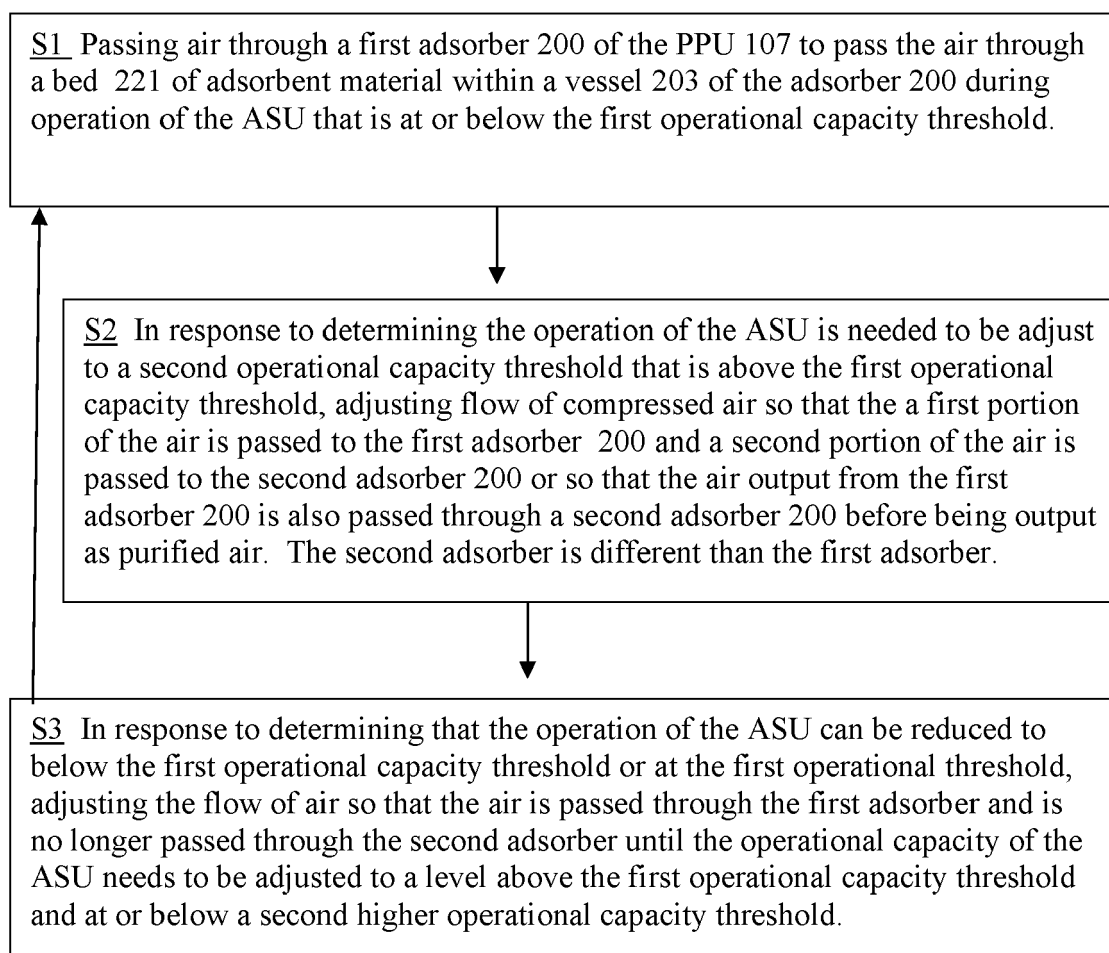 S1 Passing air through a first adsorber 200 of the PPU 107 to pass the air through
a bed 221 of adsorbent material within a vessel 203 of the adsorber 200 during
operation of the ASU that is at or below the first operational capacity threshold.
S2 In response to determining the operation of the ASU is needed to be adjust
to a second operational capacity threshold that is above the first operational
capacity threshold, adjusting flow of compressed air so that the a first portion
of the air is passed to the first adsorber 200 and a second portion of the air is
passed to the second adsorber 200 or so that the air output from the first
adsorber 200 is also passed through a second adsorber 200 before being output
as purified air. The second adsorber is different than the first adsorber.
S3 In response to determining that the operation of the ASU can be reduced to
below the first operational capacity threshold or at the first operational threshold,
adjusting the flow of air so that the air is passed through the first adsorber and is
no longer passed through the second adsorber until the operational capacity of the
ASU needs to be adjusted to a level above the first operational capacity threshold
and at or below a second higher operational capacity threshold.